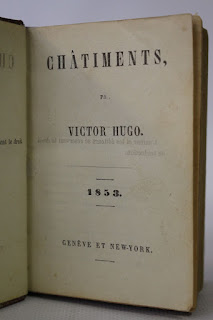 CHÂTIMENTS,
VICTOR HUGO.
1853.
GENÈVE ET NEW-YORK.